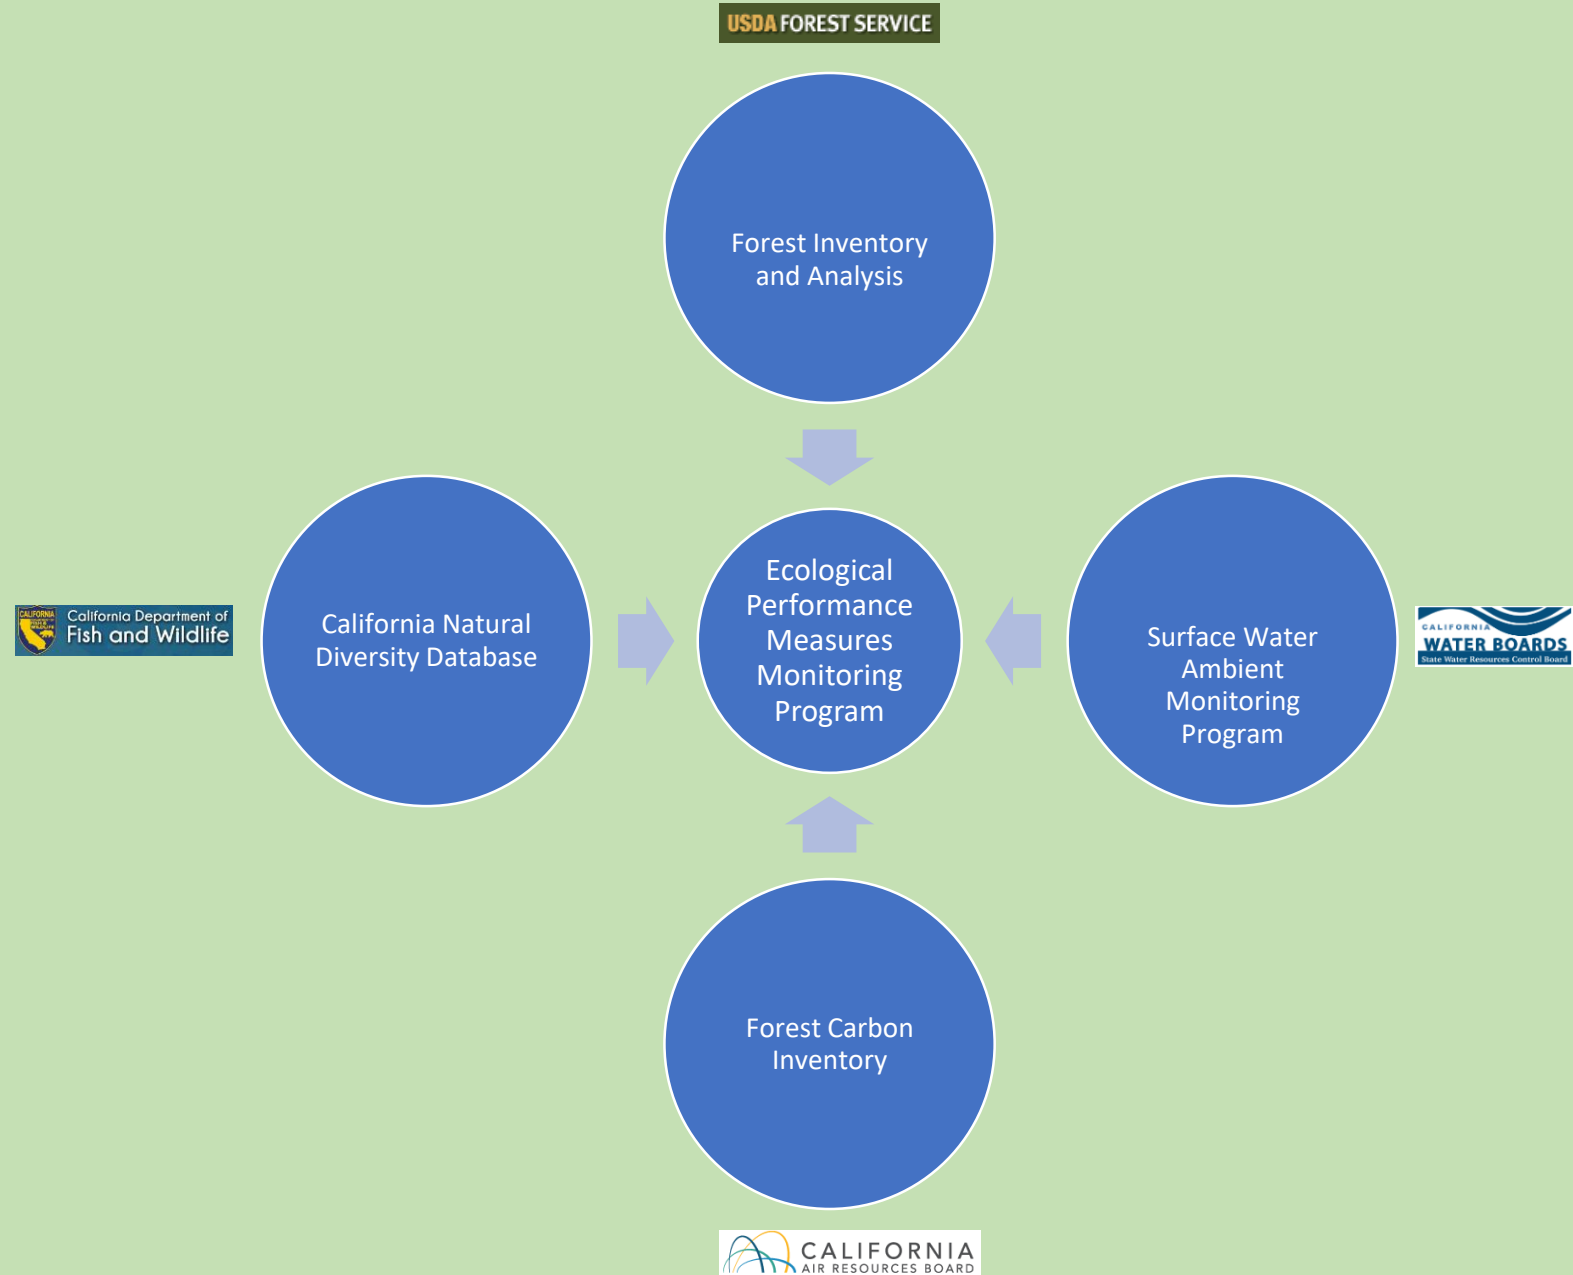 USDA FOREST SERVICE
Forest Inventory
and Analysis
California Department of
Fish and Wildlife
CALIFORNIA
California Natural
Diversity Database
Ecological
Performance
Measures
Monitoring
Program
Surface Water
Ambient
Monitoring
Program
CALIFORNIA
WATER BOARDS
State Water Resources Control Board
Forest Carbon
Inventory
CALIFORNIA
AIR RESOURCES BOARD